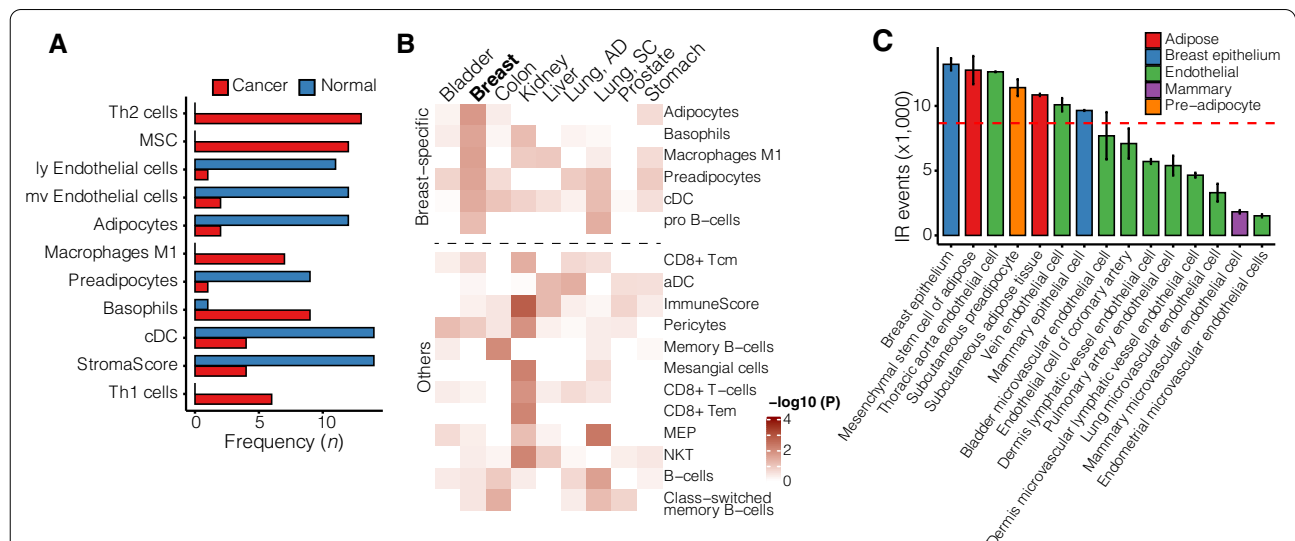 A
Cancer
Normal
Th2 cells
MSC
ly Endothelial cells
mv Endothelial cells
Adipocytes
Macrophages M1
Preadipocytes
Basophils
cDC
StromaScore
Th1 cells
0
5
10
Frequency (n)
B
Bladder
Breast
Colon
Kidney
Liver
Lung, AD
Lung, SC
Prostate
Stomach
Breast−specific
Others
Adipocytes
Basophils
Macrophages M1
Preadipocytes
cDC
pro B−cells
CD8+ Tcm
aDC
ImmuneScore
Pericytes
Memory B−cells
Mesangial cells
CD8+ T−cells
CD8+ Tem
MEP
NKT
B−cells
Class−switched
memory B−cells
−log10 (P)
4
2
0
C
Adipose
Breast epithelium
Endothelial
Mammary
Pre−adipocyte
IR events (x1,000)
10
5
0
Breast epithelium
Mesenchymal stem cell of adipose
Thoracic aorta endothelial cell
Subcutaneous preadipocyte
Subcutaneous adipose tissue
Vein endothelial cell
Mammary epithelial cell
Bladder microvascular endothelial cell
Endothelial cell of coronary artery
Dermis lymphatic vessel endothelial cell
Pulmonary artery endothelial cell
Dermis microvascular lymphatic vessel endothelial cell
Lung microvascular endothelial cell
Mammary microvascular endothelial cell
Endometrial microvascular endothelial cells